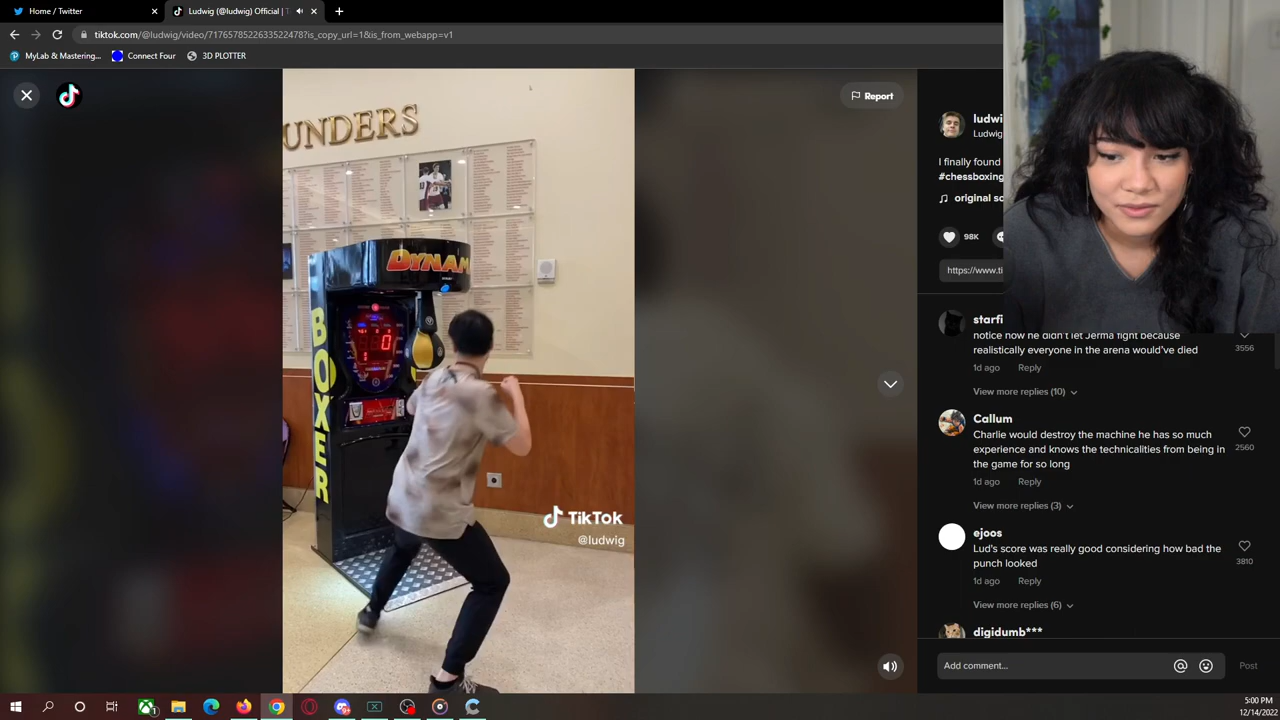 Home / Twitter
Ludwig (@ludwig) Official | T
tiktok.com/@ludwig/video/7176578522633522478?is_copy_url=1&is_from_webapp=v1
MyLab & Mastering...
Connect Four
3D PLOTTER
Report
UNDERS
DYNAM
BOXER
TikTok
@ludwig
ludwi
Ludwig
I finally found
#chessboxing
original so
98K
https://www.ti
starfi
notice how he didn't let Jerma fight because
realistically everyone in the arena would've died
1d ago Reply
3556
View more replies (10)
Callum
Charlie would destroy the machine he has so much
experience and knows the technicalities from being in
the game for so long
2560
1d ago Reply
View more replies (3)
ejoos
Lud's score was really good considering how bad the
punch looked
3810
1d ago Reply
View more replies (6)
digidumb***
Add comment...
Post
5:00 PM
12/14/2022